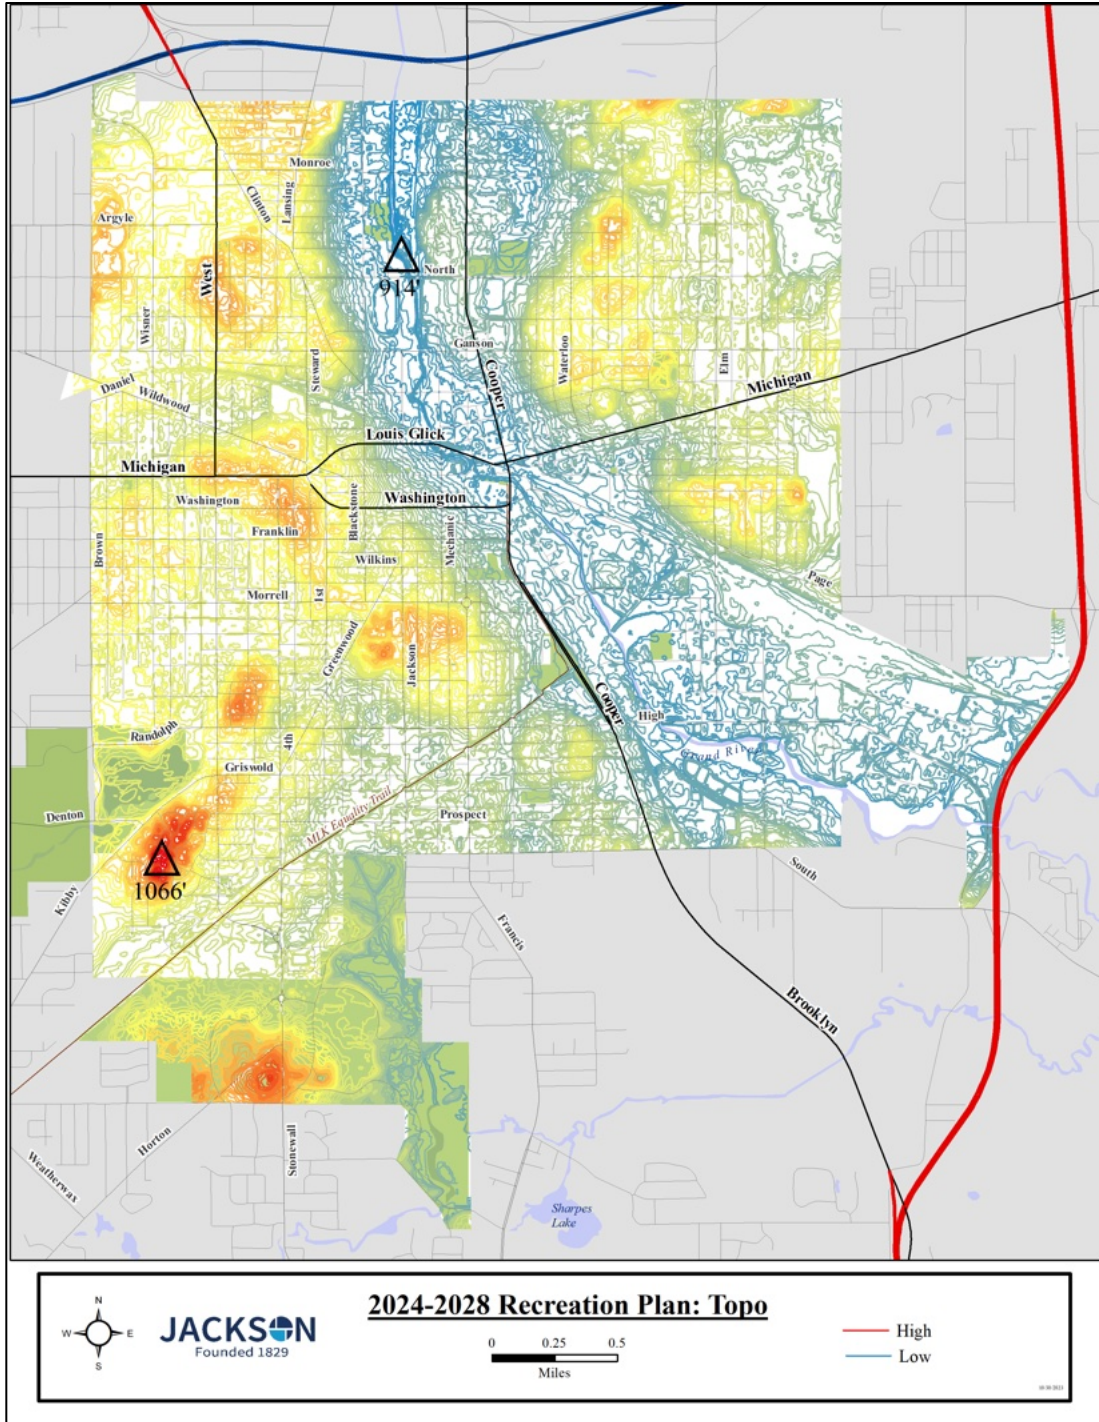 Monroe
Lansing
Clinton
Argyle
West
North
914'
Wisner
Steward
Ganson
Cooper
Waterloo
Elm
Michigan
Daniel
Wildwood
Louis Glick
Michigan
Washington
Washington
Blackstone
Franklin
Mechanic
Brown
Wilkins
Page
Morrell
1st
Greenwood
Jackson
Cooper
High
Randolph
4th
Griswold
Grand River
Denton
MLK Equality Trail
Prospect
1066'
Kibby
South
Francis
Brooklyn
Horton
Stonewall
Weatherwax
Sharpes
Lake
2024-2028 Recreation Plan: Topo
N
W E
S
JACKSON
Founded 1829
0 0.25 0.5
Miles
High
Low